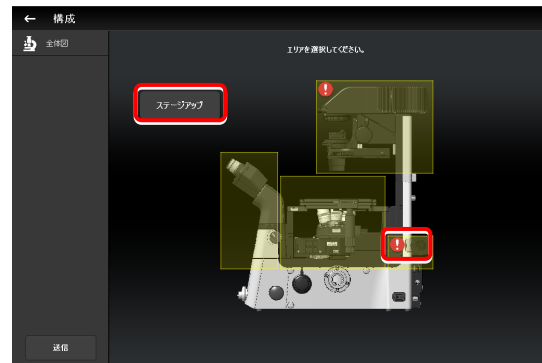 ← 構成
全体図
エリアを選択してください。
ステージアップ
送信